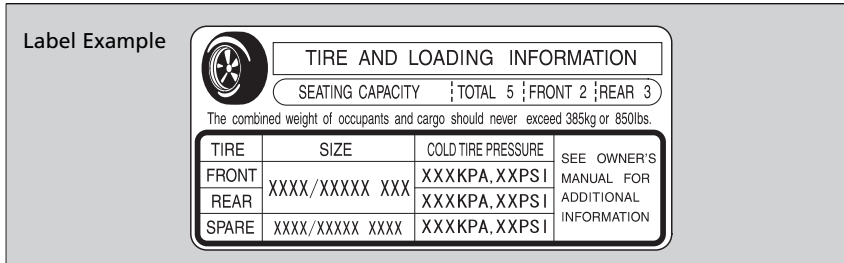 Label Example
TIRE AND LOADING INFORMATION
SEATING CAPACITY TOTAL 5 FRONT 2 REAR 3
The combined weight of occupants and cargo should never exceed 385kg or 850lbs.
TIRE SIZE COLD TIRE PRESSURE
FRONT XXXX/XXXXX XXX XXXKPA,XXPSI
REAR XXXKPA,XXPSI
SPARE XXXX/XXXXX XXXX XXXKPA,XXPSI
SEE OWNER'S
MANUAL FOR
ADDITIONAL
INFORMATION